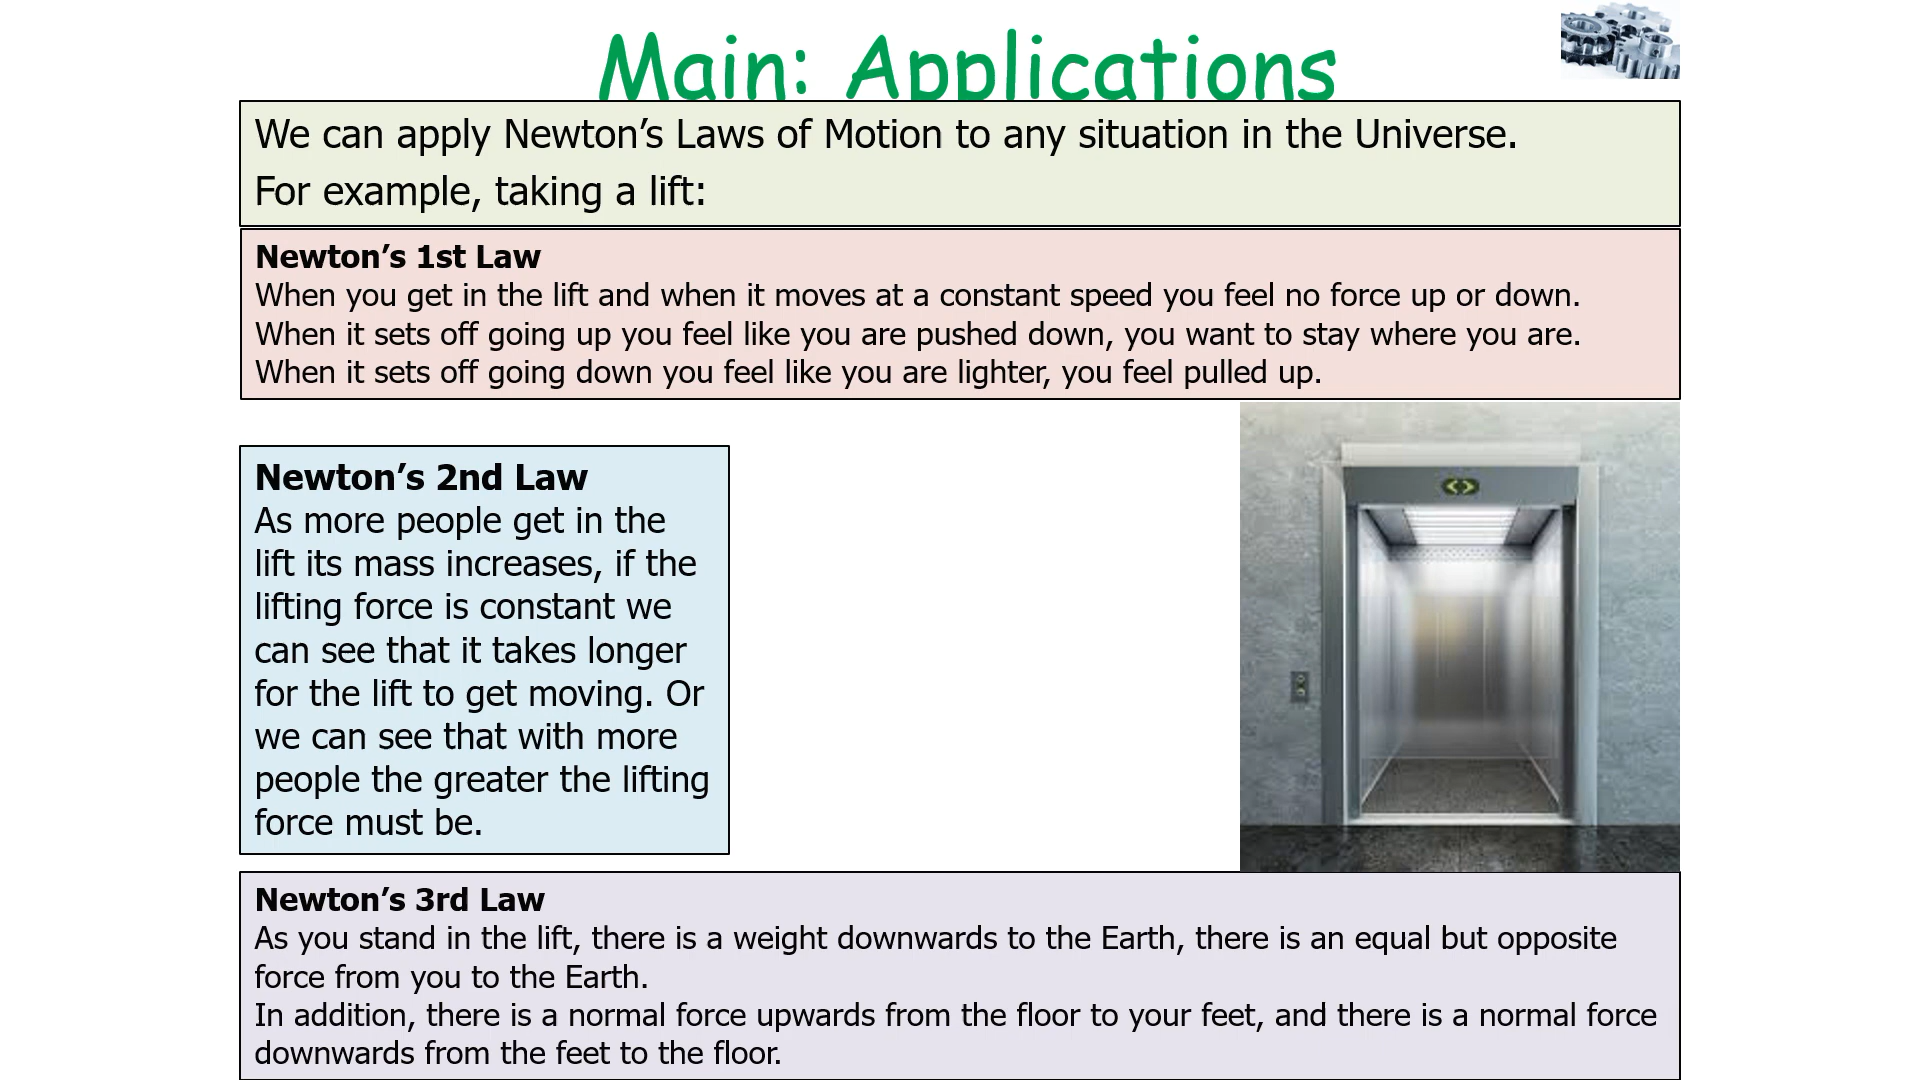 Main: Applications
We can apply Newton’s Laws of Motion to any situation in the Universe.
For example, taking a lift:
Newton’s 1st Law
When you get in the lift and when it moves at a constant speed you feel no force up or down.
When it sets off going up you feel like you are pushed down, you want to stay where you are.
When it sets off going down you feel like you are lighter, you feel pulled up.
Newton’s 2nd Law
As more people get in the
lift its mass increases, if the
lifting force is constant we
can see that it takes longer
for the lift to get moving. Or
we can see that with more
people the greater the lifting
force must be.
Newton’s 3rd Law
As you stand in the lift, there is a weight downwards to the Earth, there is an equal but opposite
force from you to the Earth.
In addition, there is a normal force upwards from the floor to your feet, and there is a normal force
downwards from the feet to the floor.